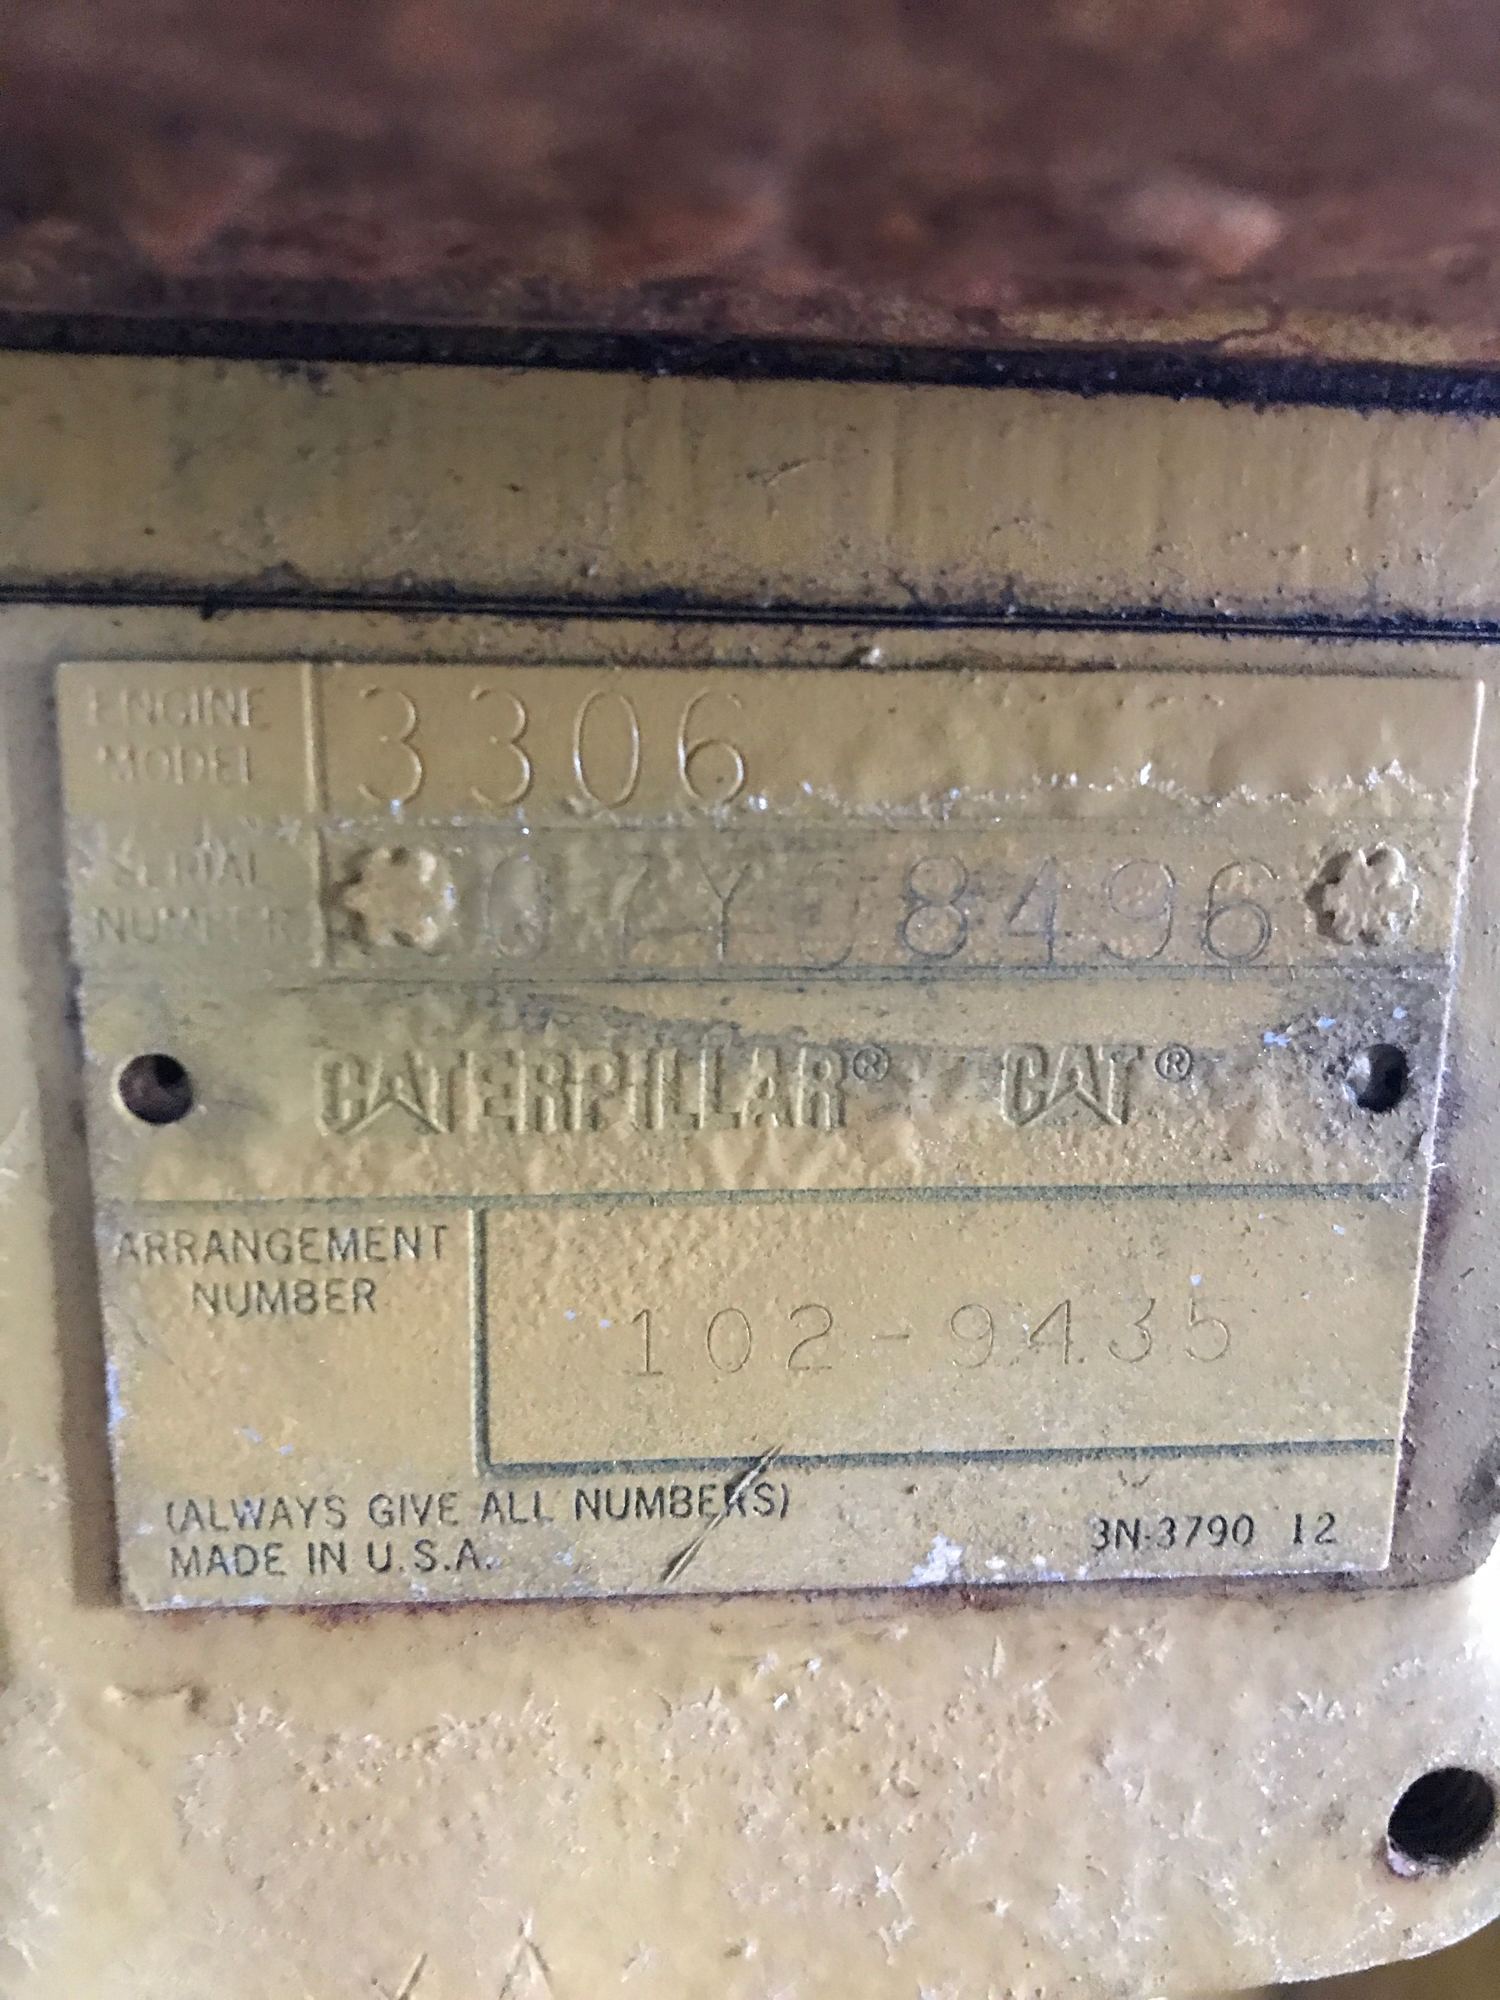 ENGINE MODEL 3306
SERIAL NUMBER 07Y08496
CATERPILLAR® CAT®
ARRANGEMENT NUMBER 102-9435
(ALWAYS GIVE ALL NUMBERS)
MADE IN U.S.A.
3N-3790 12